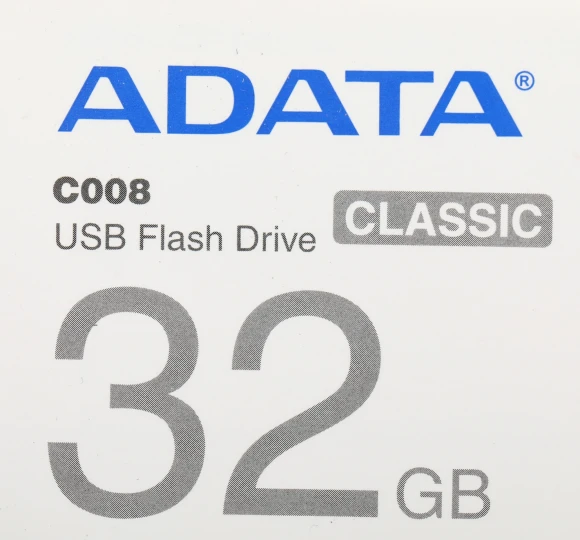 ADATA®
C008
USB Flash Drive CLASSIC
32 GB